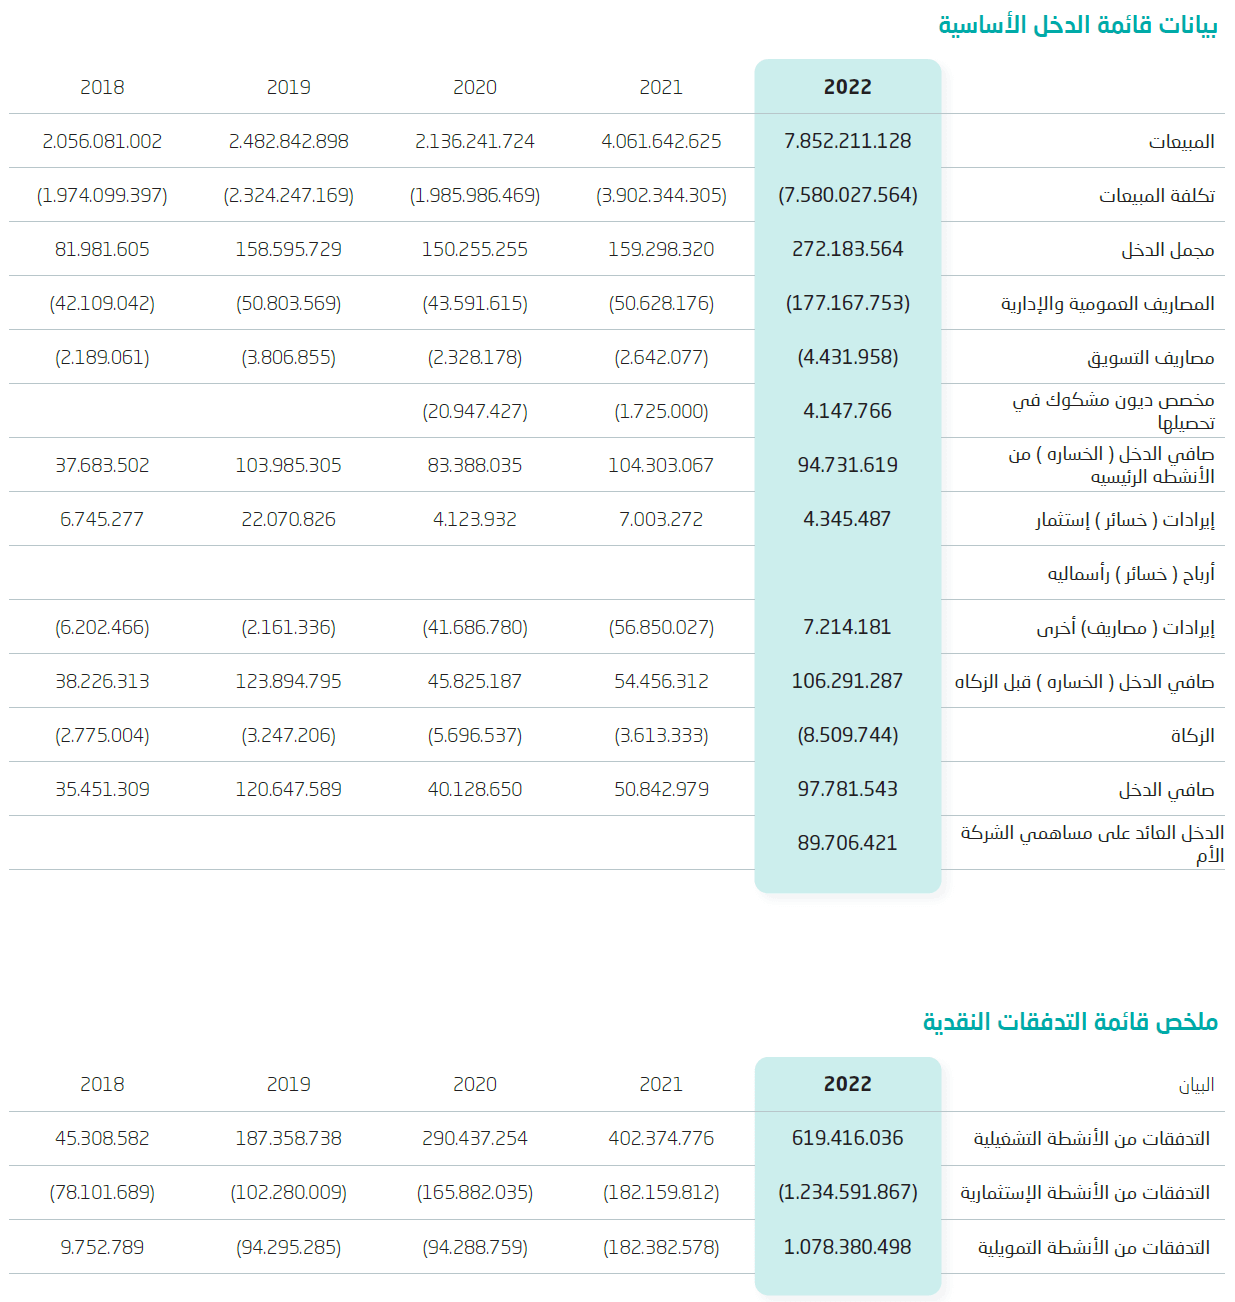 بيانات قائمة الدخل الأساسية
2022 2021 2020 2019 2018
المبيعات 7.852.211.128 4.061.642.625 2.136.241.724 2.482.842.898 2.056.081.002
تكلفة المبيعات (7.580.027.564) (3.902.344.305) (1.985.986.469) (2.324.247.169) (1.974.099.397)
مجمل الدخل 272.183.564 159.298.320 150.255.255 158.595.729 81.981.605
المصاريف العمومية والإدارية (177.167.753) (50.628.176) (43.591.615) (50.803.569) (42.109.042)
مصاريف التسويق (4.431.958) (2.642.077) (2.328.178) (3.806.855) (2.189.061)
مخصص ديون مشكوك في
تحصيلها 4.147.766 (1.725.000) (20.947.427)
صافي الدخل ( الخساره ) من
الأنشطه الرئيسيه 94.731.619 104.303.067 83.388.035 103.985.305 37.683.502
إيرادات ( خسائر ) إستثمار 4.345.487 7.003.272 4.123.932 22.070.826 6.745.277
أرباح ( خسائر ) رأسماليه
إيرادات ( مصاريف) أخرى 7.214.181 (56.850.027) (41.686.780) (2.161.336) (6.202.466)
صافي الدخل ( الخساره ) قبل الزكاه 106.291.287 54.456.312 45.825.187 123.894.795 38.226.313
الزكاة (8.509.744) (3.613.333) (5.696.537) (3.247.206) (2.775.004)
صافي الدخل 97.781.543 50.842.979 40.128.650 120.647.589 35.451.309
الدخل العائد على مساهمي الشركة
الأم 89.706.421
ملخص قائمة التدفقات النقدية
البيان 2022 2021 2020 2019 2018
التدفقات من الأنشطة التشغيلية 619.416.036 402.374.776 290.437.254 187.358.738 45.308.582
التدفقات من الأنشطة الإستثمارية (1.234.591.867) (182.159.812) (165.882.035) (102.280.009) (78.101.689)
التدفقات من الأنشطة التمويلية 1.078.380.498 (182.382.578) (94.288.759) (94.295.285) 9.752.789